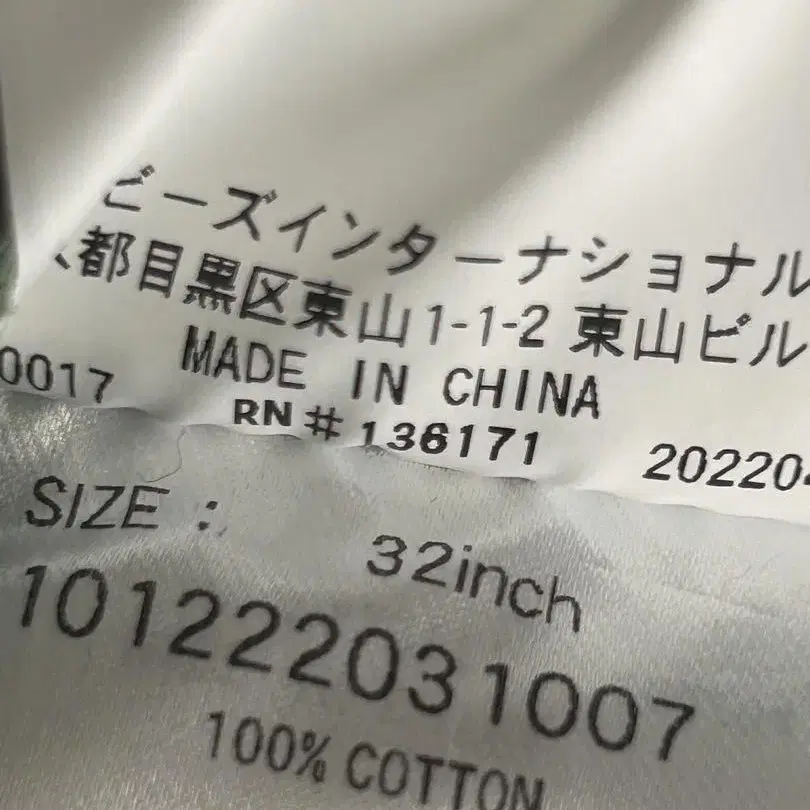 ビーズインターナショナル
都目黒区東山1-1-2 東山ビル
MADE IN CHINA
0017
RN # 136171
202204
SIZE : 32inch
101222031007
100% COTTON